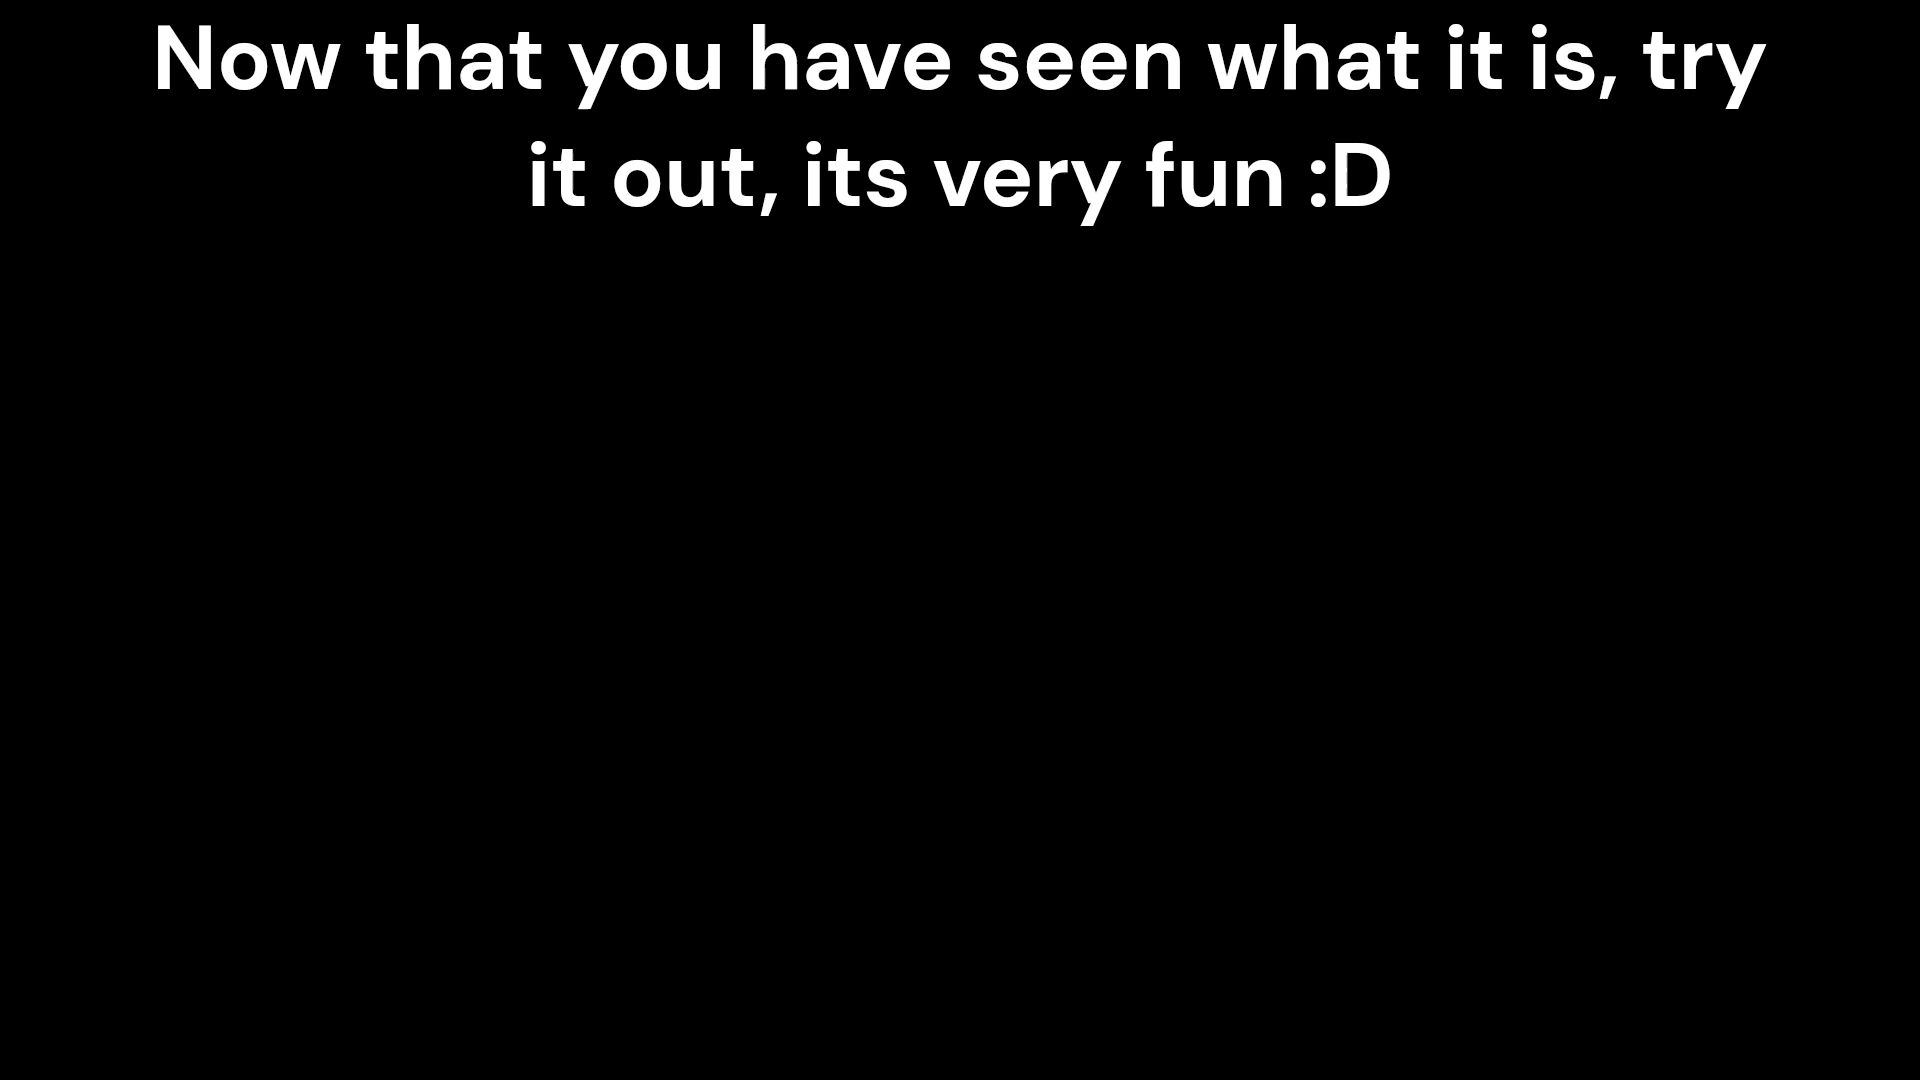 Now that you have seen what it is, try
it out, its very fun :D